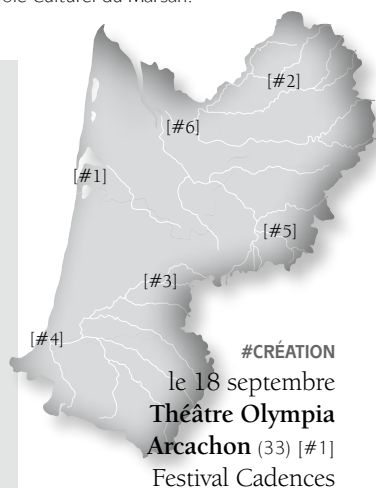 ole Culturel du Marsan.
[#2]
[#6]
[#1]
[#5]
[#3]
[#4]
#CRÉATION
le 18 septembre
Théâtre Olympia
Arcachon (33) [#1]
Festival Cadences